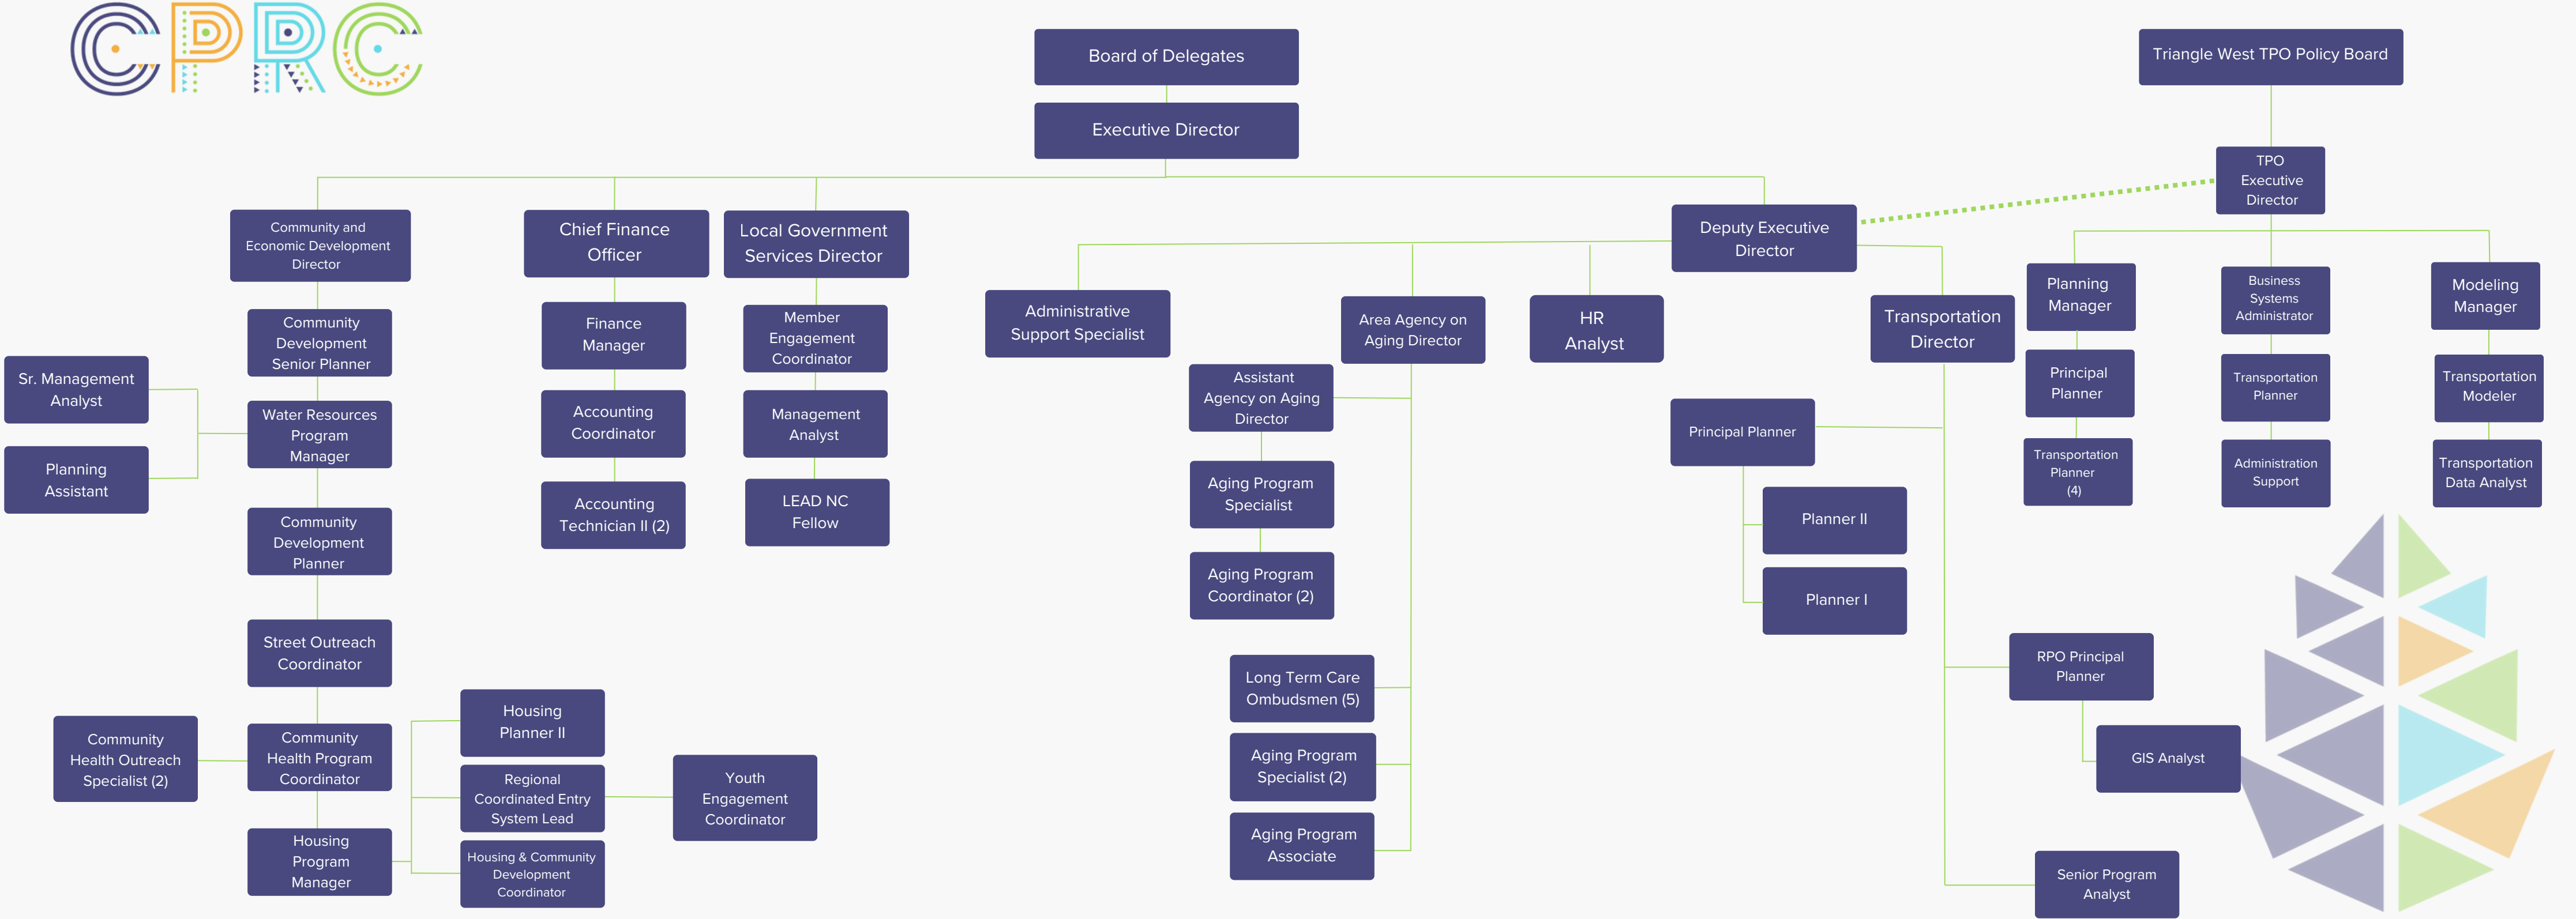 CPRC
Board of Delegates
Executive Director
Triangle West TPO Policy Board
TPO
Executive
Director
Community and
Economic Development
Director
Community
Development
Senior Planner
Sr. Management
Analyst
Planning
Assistant
Water Resources
Program
Manager
Community
Development
Planner
Street Outreach
Coordinator
Community
Health Outreach
Specialist (2)
Community
Health Program
Coordinator
Housing
Program
Manager
Housing
Planner II
Regional
Coordinated Entry
System Lead
Youth
Engagement
Coordinator
Housing & Community
Development
Coordinator
Chief Finance
Officer
Finance
Manager
Accounting
Coordinator
Accounting
Technician II (2)
Local Government
Services Director
Member
Engagement
Coordinator
Management
Analyst
LEAD NC
Fellow
Deputy Executive
Director
Administrative
Support Specialist
Area Agency on
Aging Director
Assistant
Agency on Aging
Director
Aging Program
Specialist
Aging Program
Coordinator (2)
Long Term Care
Ombudsmen (5)
Aging Program
Specialist (2)
Aging Program
Associate
HR
Analyst
Transportation
Director
Principal Planner
Planner II
Planner I
RPO Principal
Planner
GIS Analyst
Senior Program
Analyst
Planning
Manager
Principal
Planner
Transportation
Planner
(4)
Business
Systems
Administrator
Transportation
Planner
Administration
Support
Modeling
Manager
Transportation
Modeler
Transportation
Data Analyst